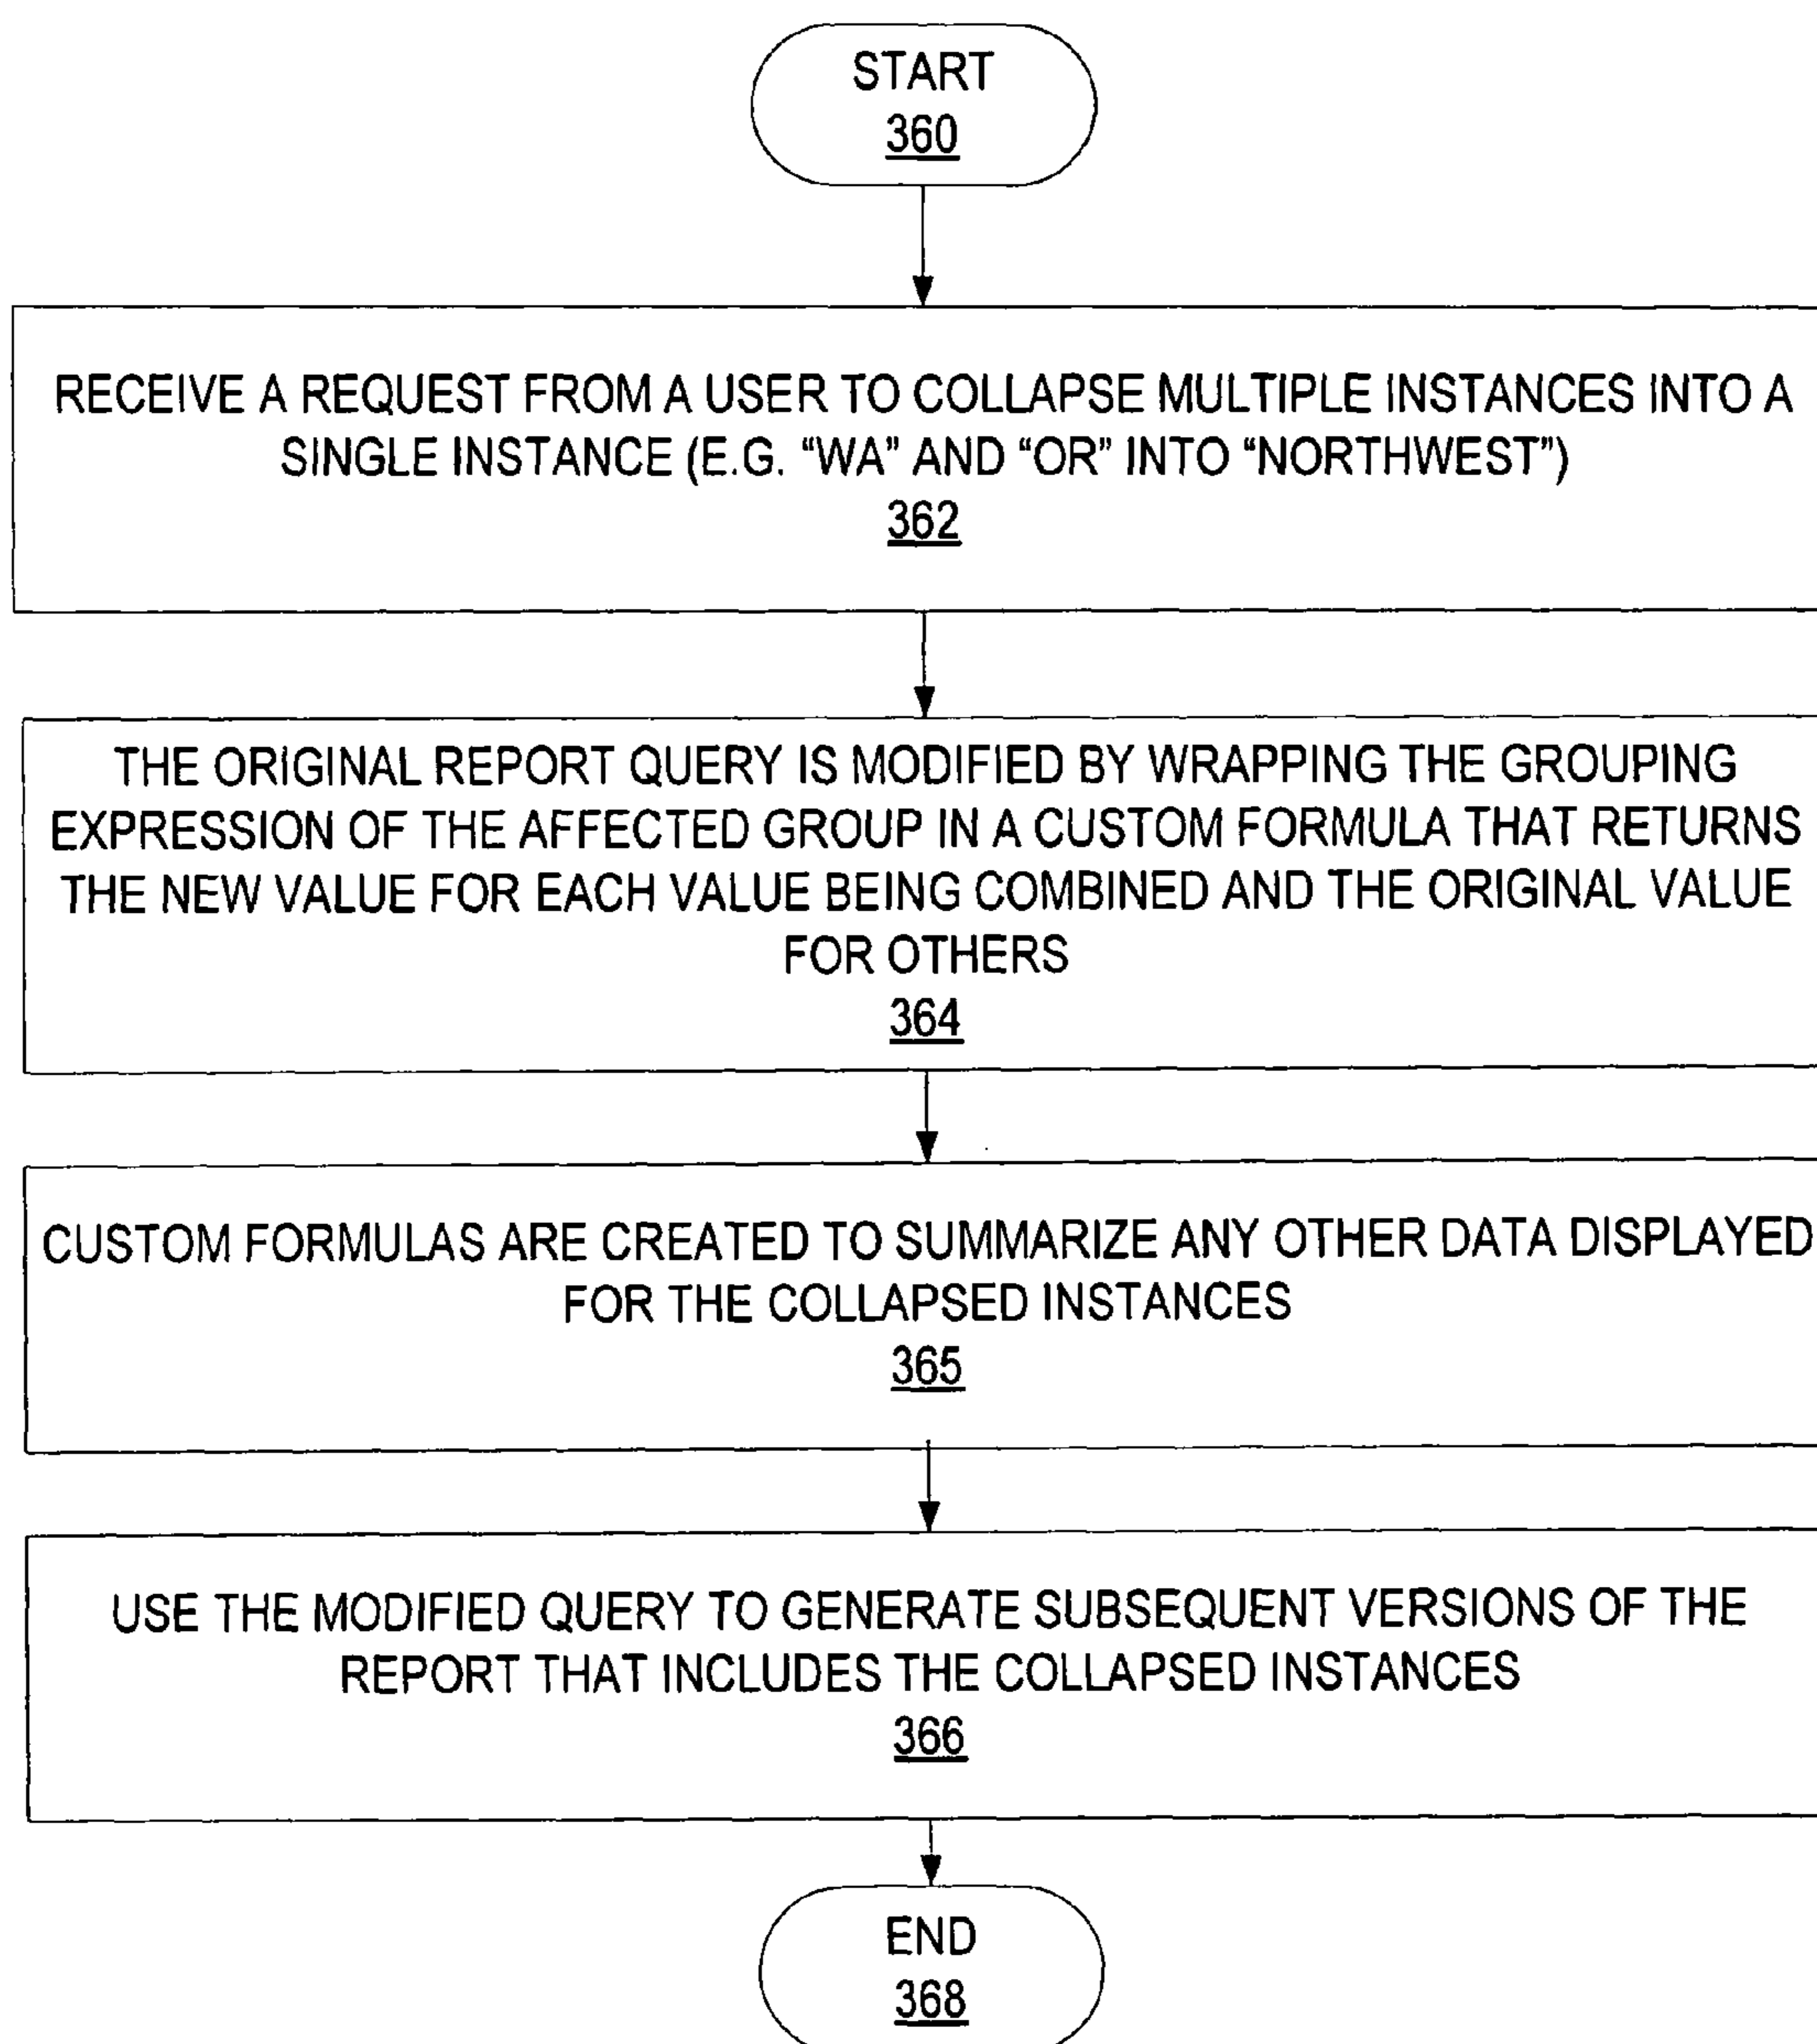 START
360
RECEIVE A REQUEST FROM A USER TO COLLAPSE MULTIPLE INSTANCES INTO A
SINGLE INSTANCE (E.G. “WA” AND “OR” INTO “NORTHWEST”)
362
THE ORIGINAL REPORT QUERY IS MODIFIED BY WRAPPING THE GROUPING
EXPRESSION OF THE AFFECTED GROUP IN A CUSTOM FORMULA THAT RETURNS
THE NEW VALUE FOR EACH VALUE BEING COMBINED AND THE ORIGINAL VALUE
FOR OTHERS
364
CUSTOM FORMULAS ARE CREATED TO SUMMARIZE ANY OTHER DATA DISPLAYED
FOR THE COLLAPSED INSTANCES
365
USE THE MODIFIED QUERY TO GENERATE SUBSEQUENT VERSIONS OF THE
REPORT THAT INCLUDES THE COLLAPSED INSTANCES
366
END
368